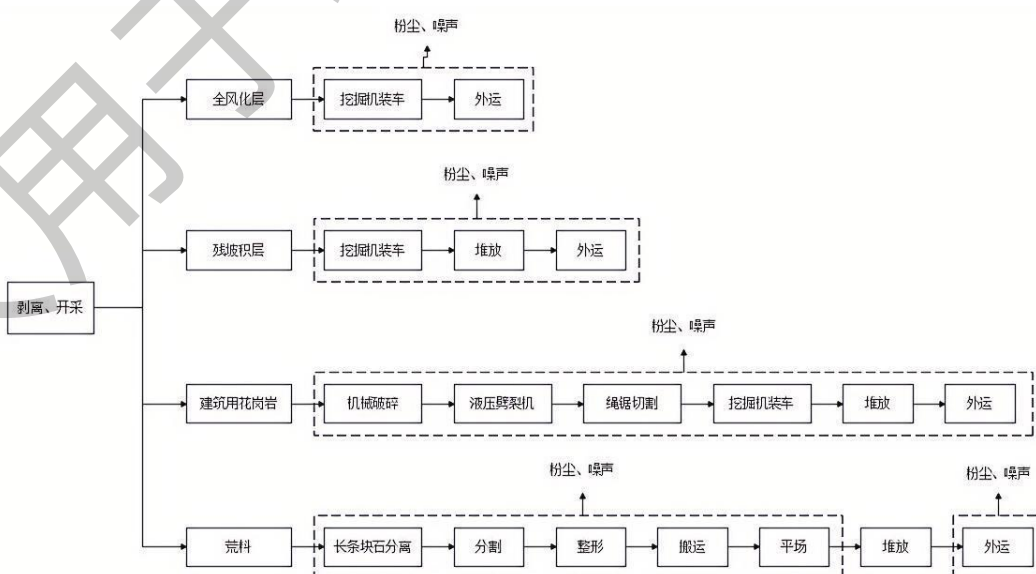 粉尘、噪声
全风化层
挖掘机装车
外运
粉尘、噪声
残坡积层
挖掘机装车
堆放
外运
剥离、开采
粉尘、噪声
建筑用花岗岩
机械破碎
液压劈裂机
绳锯切割
挖掘机装车
堆放
外运
粉尘、噪声
粉尘、噪声
荒料
长条块石分离
分割
整形
搬运
平场
堆放
外运
用于